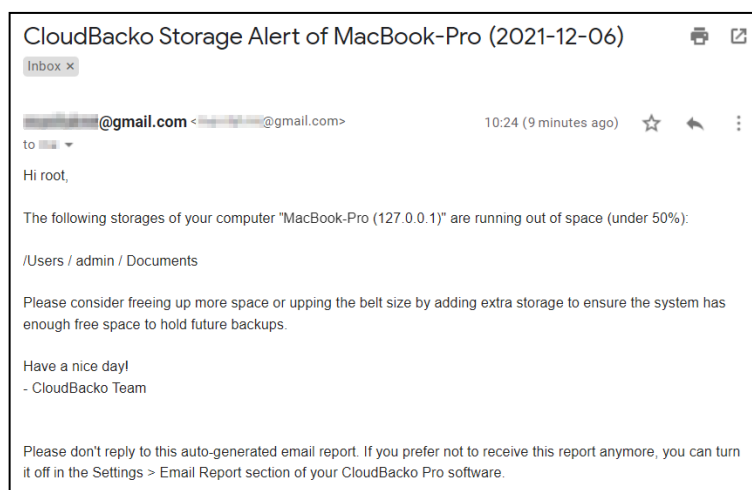 CloudBacko Storage Alert of MacBook-Pro (2021-12-06)
Inbox ×
@gmail.com < @gmail.com> 10:24 (9 minutes ago)
to
Hi root,
The following storages of your computer "MacBook-Pro (127.0.0.1)" are running out of space (under 50%):
/Users / admin / Documents
Please consider freeing up more space or upping the belt size by adding extra storage to ensure the system has
enough free space to hold future backups.
Have a nice day!
- CloudBacko Team
Please don't reply to this auto-generated email report. If you prefer not to receive this report anymore, you can turn
it off in the Settings > Email Report section of your CloudBacko Pro software.